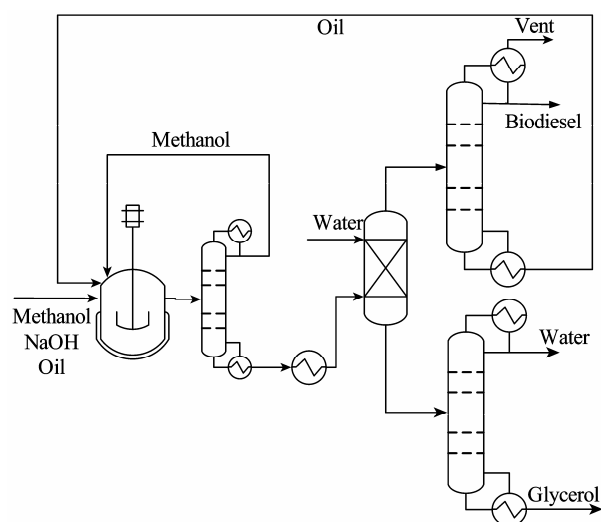 Oil
Vent
Biodiesel
Methanol
Water
Methanol
NaOH
Oil
Water
Glycerol